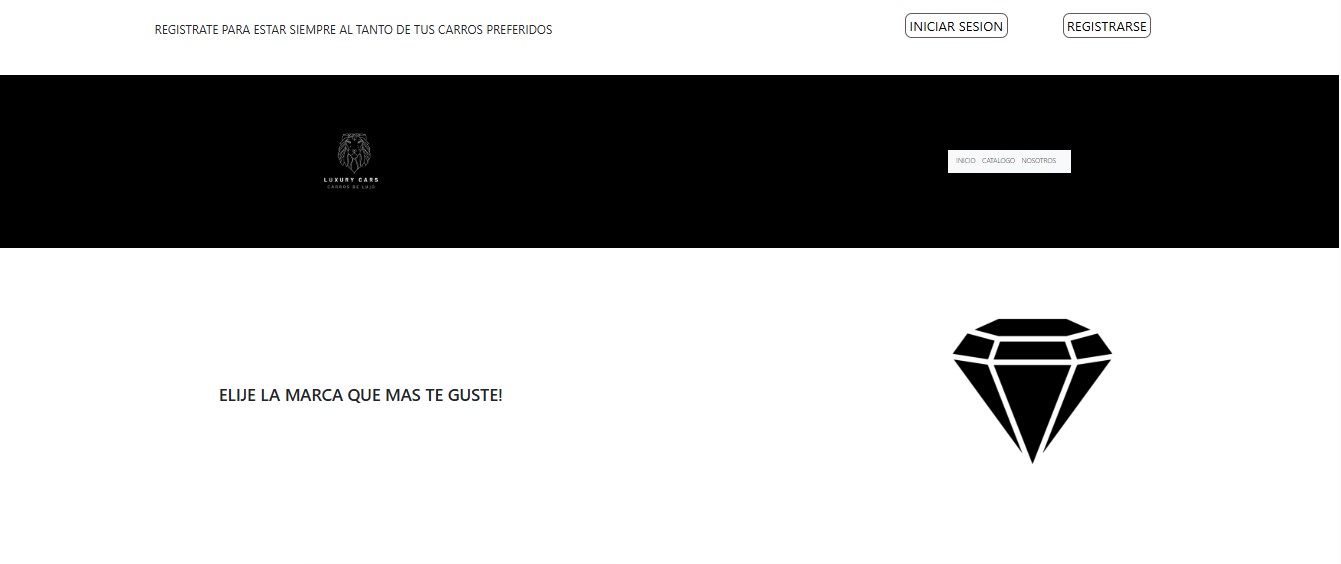 REGISTRATE PARA ESTAR SIEMPRE AL TANTO DE TUS CARROS PREFERIDOS
INICIAR SESION
REGISTRARSE
LUXURY CARS
CARROS DE LUJO
INICIO CATALOGO NOSOTROS
ELIJE LA MARCA QUE MAS TE GUSTE!